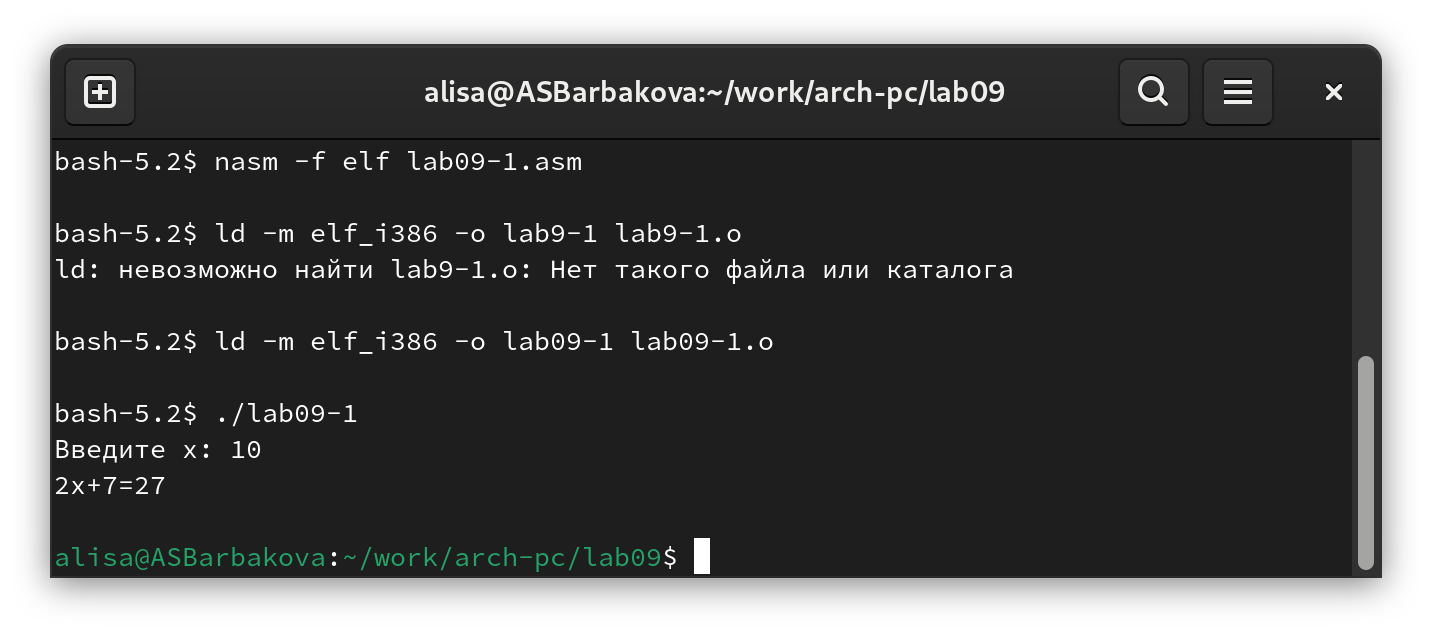 alisa@ASBarbakova:~/work/arch-pc/lab09
bash-5.2$ nasm -f elf lab09-1.asm
bash-5.2$ ld -m elf_i386 -o lab9-1 lab9-1.o
ld: невозможно найти lab9-1.o: Нет такого файла или каталога
bash-5.2$ ld -m elf_i386 -o lab09-1 lab09-1.o
bash-5.2$ ./lab09-1
Введите x: 10
2x+7=27
alisa@ASBarbakova:~/work/arch-pc/lab09$